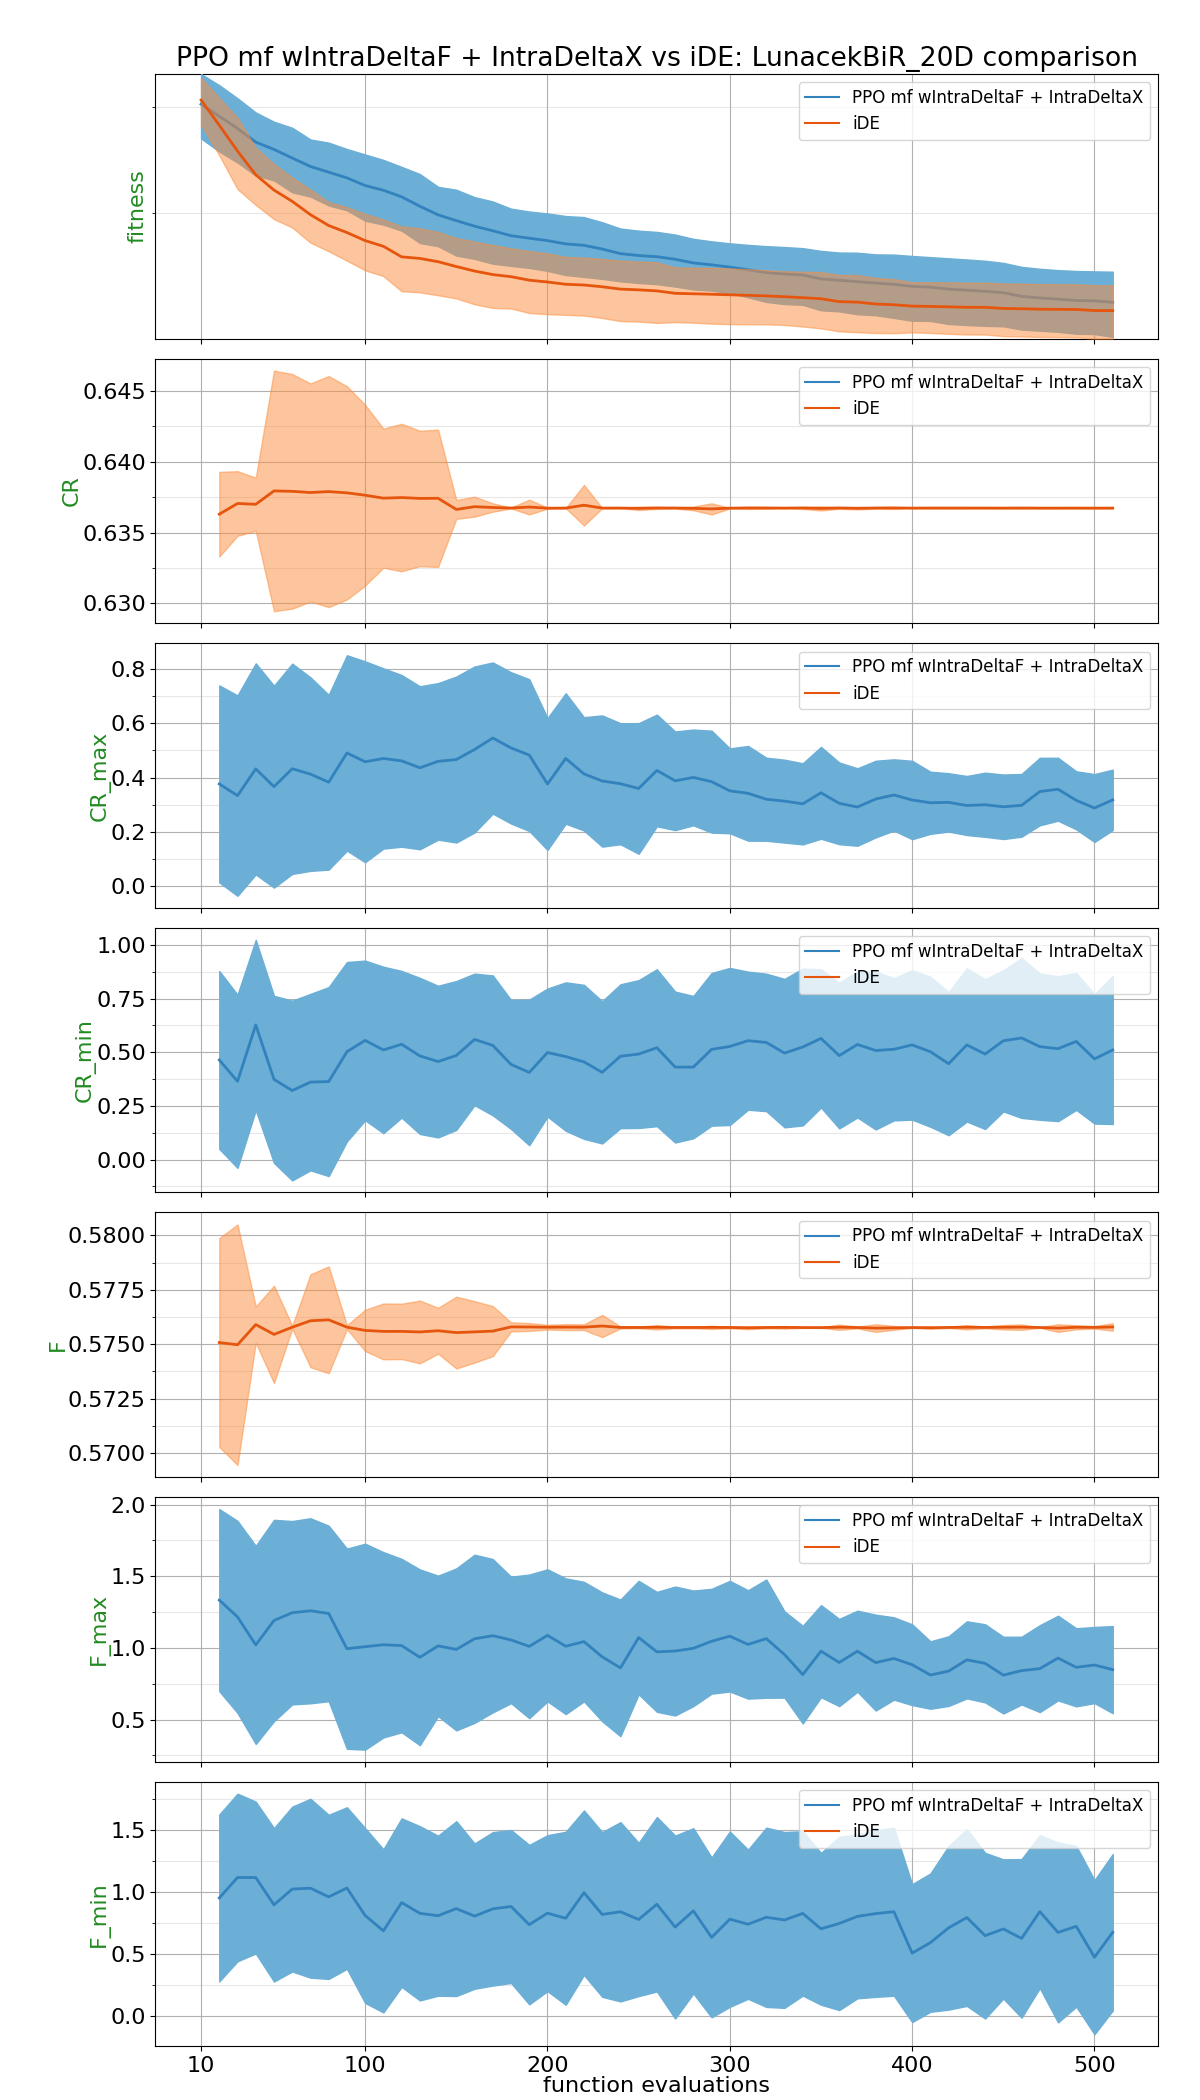 PPO mf wIntraDeltaF + IntraDeltaX vs iDE: LunacekBiR_20D comparison
fitness
PPO mf wIntraDeltaF + IntraDeltaX
iDE
CR
0.645
0.640
0.635
0.630
PPO mf wIntraDeltaF + IntraDeltaX
iDE
CR_max
0.8
0.6
0.4
0.2
0.0
PPO mf wIntraDeltaF + IntraDeltaX
iDE
CR_min
1.00
0.75
0.50
0.25
0.00
PPO mf wIntraDeltaF + IntraDeltaX
iDE
F
0.5800
0.5775
0.5750
0.5725
0.5700
PPO mf wIntraDeltaF + IntraDeltaX
iDE
F_max
2.0
1.5
1.0
0.5
PPO mf wIntraDeltaF + IntraDeltaX
iDE
F_min
1.5
1.0
0.5
0.0
PPO mf wIntraDeltaF + IntraDeltaX
iDE
10 100 200 300 400 500
function evaluations